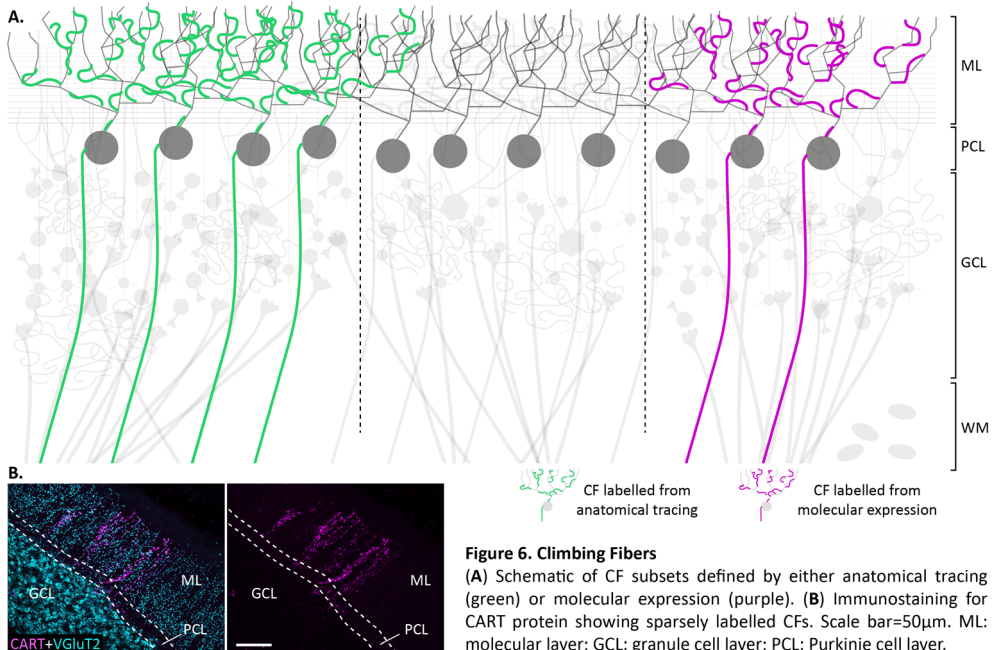 A.
ML
PCL
GCL
WM
B.
GCL
ML
PCL
CART+VGluT2
GCL
ML
PCL
CF labelled from
anatomical tracing
CF labelled from
molecular expression
Figure 6. Climbing Fibers
(A) Schematic of CF subsets defined by either anatomical tracing
(green) or molecular expression (purple). (B) Immunostaining for
CART protein showing sparsely labelled CFs. Scale bar=50µm. ML:
molecular layer; GCL: granule cell layer; PCL: Purkinje cell layer.